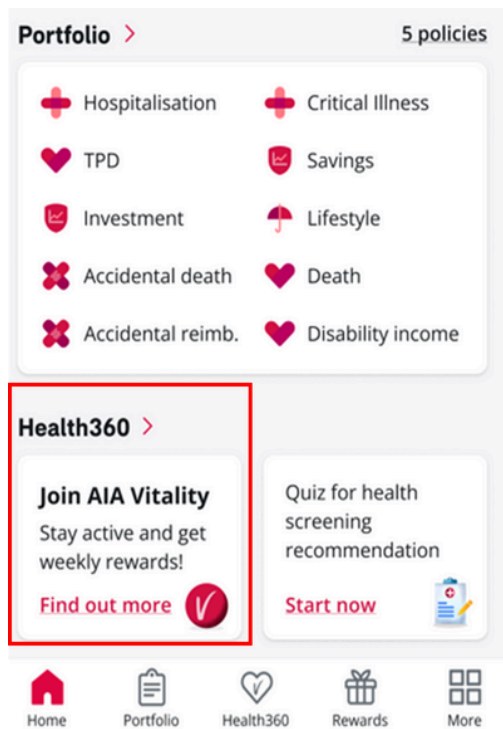 Portfolio >
5 policies
Hospitalisation
Critical Illness
TPD
Savings
Investment
Lifestyle
Accidental death
Death
Accidental reimb.
Disability income
Health360 >
Join AIA Vitality
Stay active and get
weekly rewards!
Find out more
Quiz for health
screening
recommendation
Start now
Home
Portfolio
Health360
Rewards
More